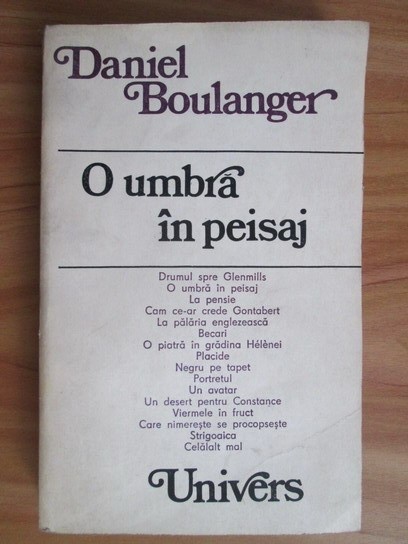 Daniel
Boulanger
O umbră
în peisaj
Drumul spre Glenmills
O umbră în peisaj
La pensie
Cam ce-ar crede Gontabert
La pălăria englezească
Becari
O piatră în grădina Hélènei
Placide
Negru pe tapet
Portretul
Un avatar
Un desert pentru Constance
Viermele în fruct
Care nimerește se procopsește
Strigoaica
Celălalt mal
Univers